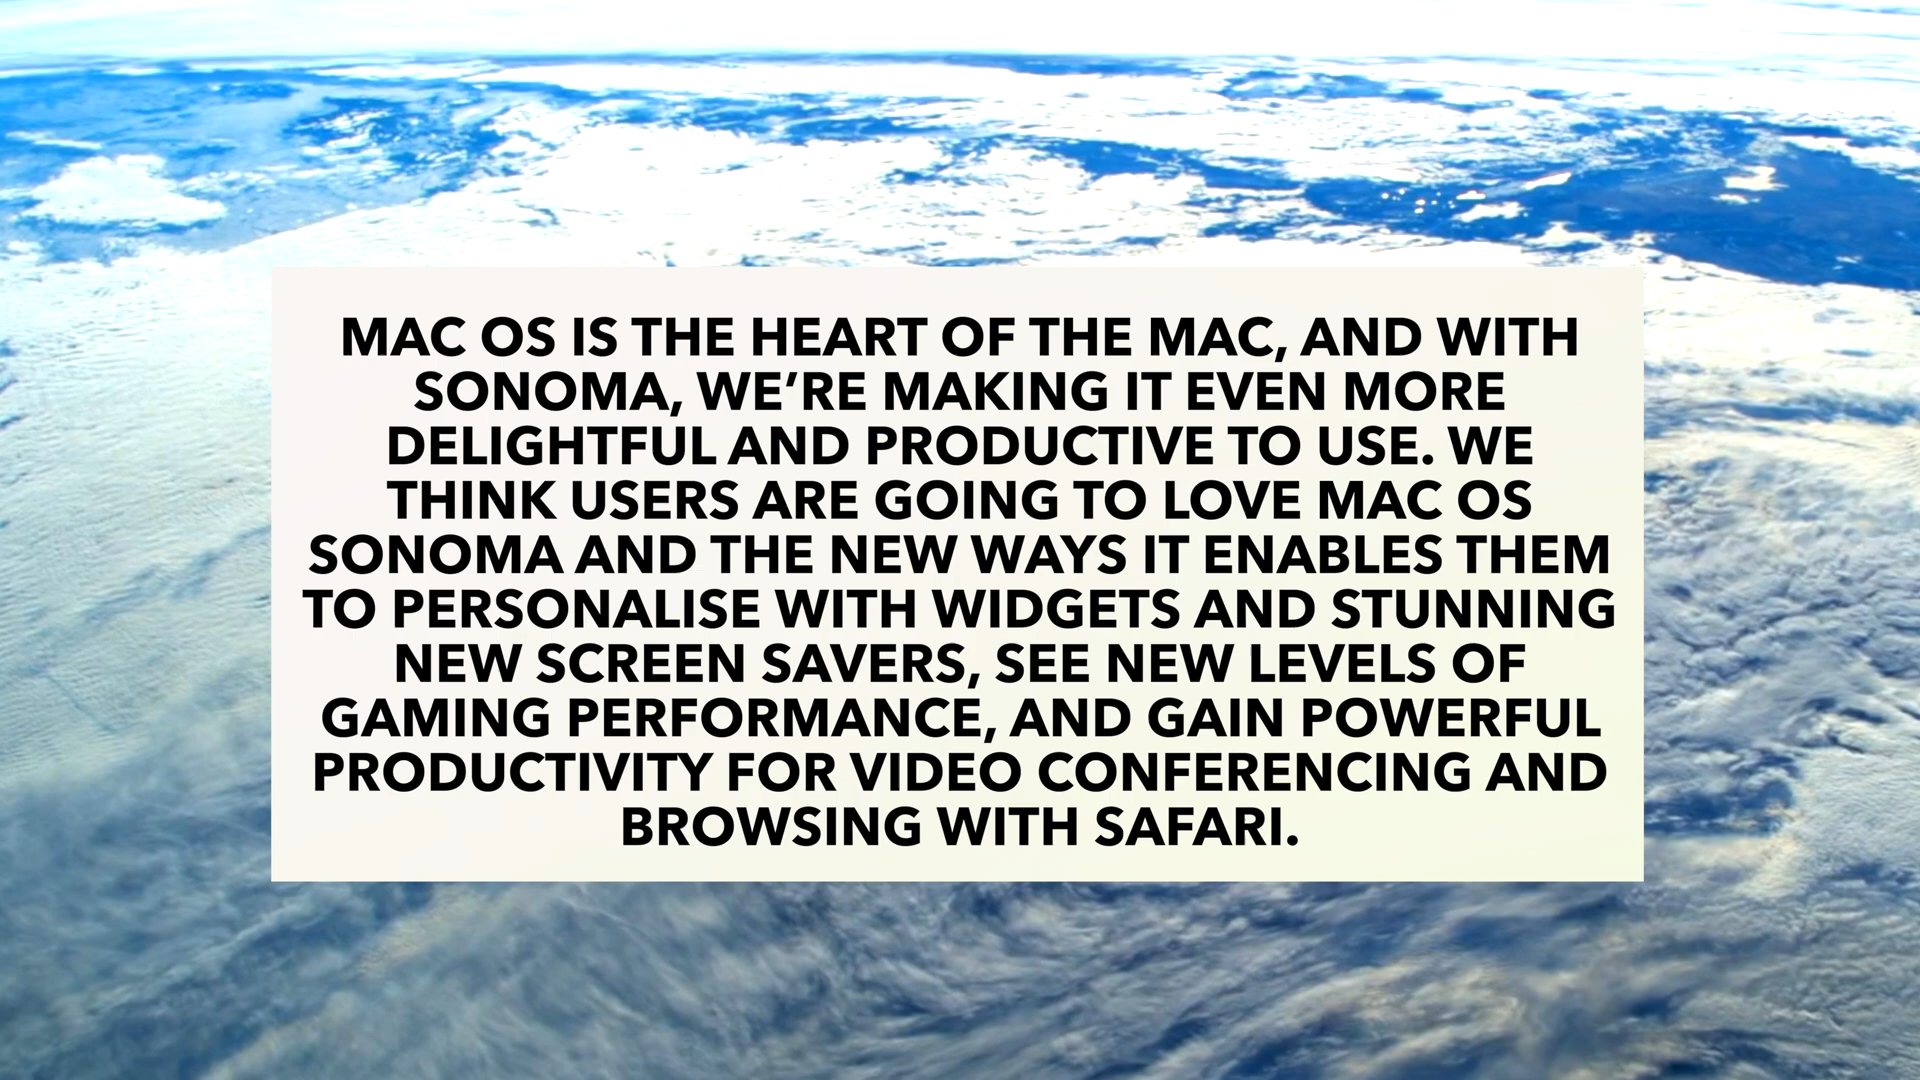 MAC OS IS THE HEART OF THE MAC, AND WITH
SONOMA, WE’RE MAKING IT EVEN MORE
DELIGHTFUL AND PRODUCTIVE TO USE. WE
THINK USERS ARE GOING TO LOVE MAC OS
SONOMA AND THE NEW WAYS IT ENABLES THEM
TO PERSONALISE WITH WIDGETS AND STUNNING
NEW SCREEN SAVERS, SEE NEW LEVELS OF
GAMING PERFORMANCE, AND GAIN POWERFUL
PRODUCTIVITY FOR VIDEO CONFERENCING AND
BROWSING WITH SAFARI.